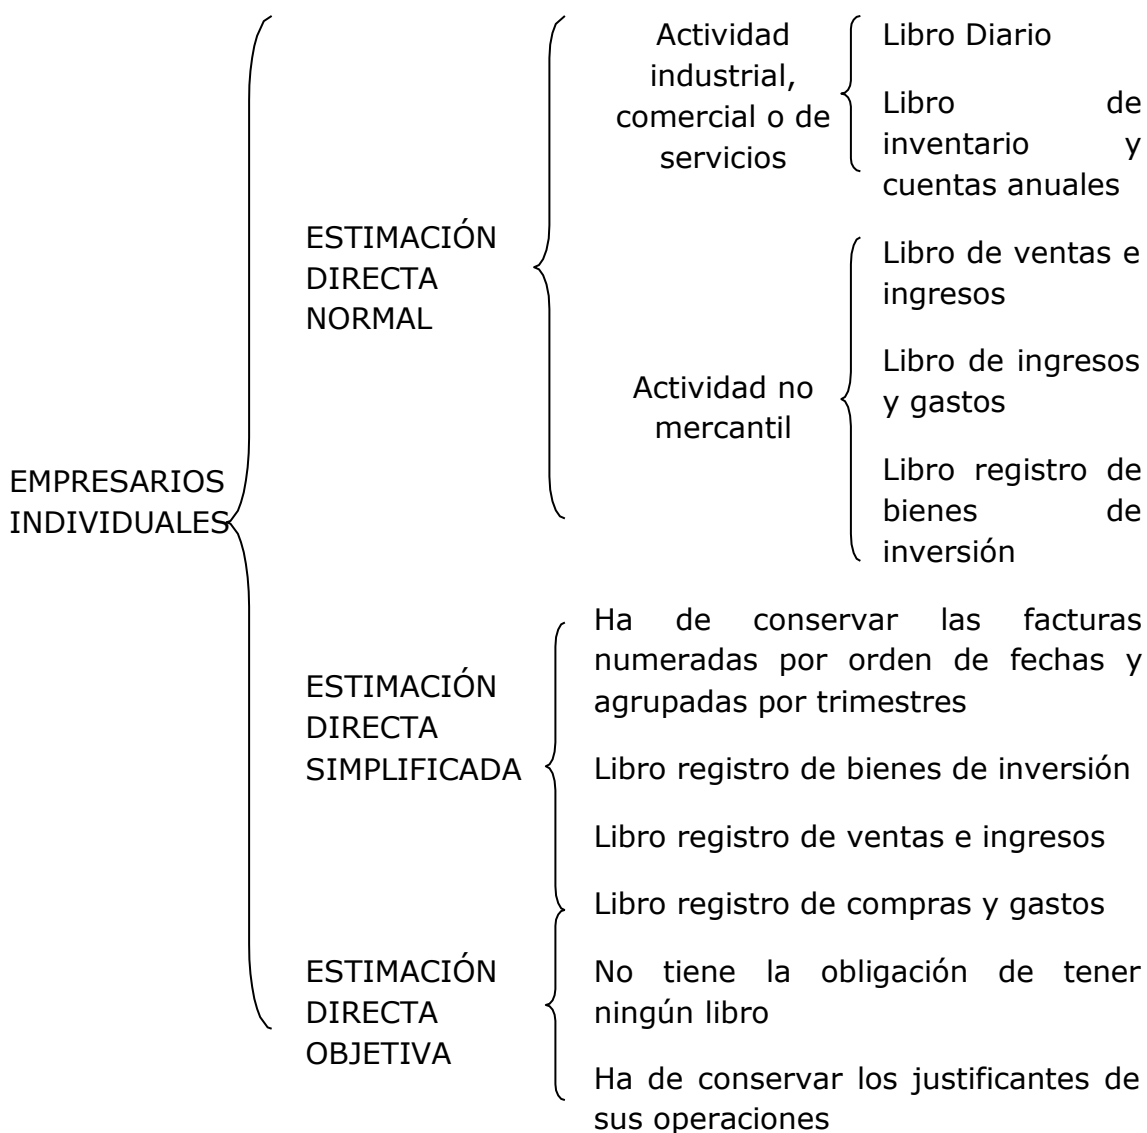 EMPRESARIOS
INDIVIDUALES
ESTIMACIÓN
DIRECTA
NORMAL
Actividad
industrial,
comercial o de
servicios
Libro Diario
Libro de
inventario y
cuentas anuales
Actividad no
mercantil
Libro de ventas e
ingresos
Libro de ingresos
y gastos
Libro registro de
bienes de
inversión
ESTIMACIÓN
DIRECTA
SIMPLIFICADA
Ha de conservar las facturas
numeradas por orden de fechas y
agrupadas por trimestres
Libro registro de bienes de inversión
Libro registro de ventas e ingresos
Libro registro de compras y gastos
ESTIMACIÓN
DIRECTA
OBJETIVA
No tiene la obligación de tener
ningún libro
Ha de conservar los justificantes de
sus operaciones